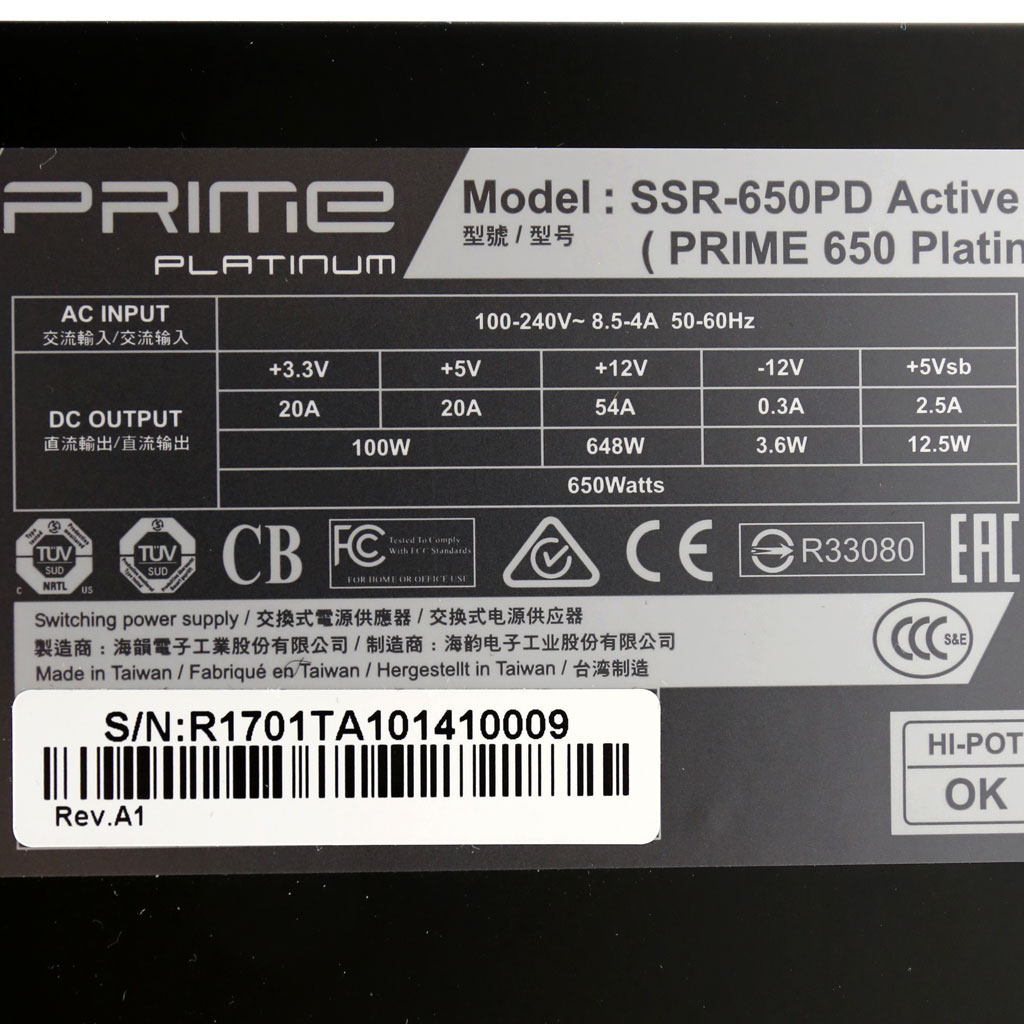 PRIME
PLATINUM
Model : SSR-650PD Active
型號 / 型号
( PRIME 650 Platin
AC INPUT
交流輸入/交流输入
100-240V~ 8.5-4A 50-60Hz
DC OUTPUT
直流輸出/直流输出
+3.3V +5V +12V -12V +5Vsb
20A 20A 54A 0.3A 2.5A
100W 648W 3.6W 12.5W
650Watts
TÜV
SUD
NRTL
C US
TÜV
SUD
CB
FC
Tested To Comply
With FCC Standards
FOR HOME OR OFFICE USE
CE
R33080
EAC
Switching power supply / 交換式電源供應器 / 交换式电源供应器
製造商 : 海韻電子工業股份有限公司 / 制造商 : 海韵电子工业股份有限公司
Made in Taiwan / Fabriqué en Taiwan / Hergestellt in Taiwan / 台湾制造
CCC
S&E
S/N:R1701TA101410009
Rev.A1
HI-POT
OK